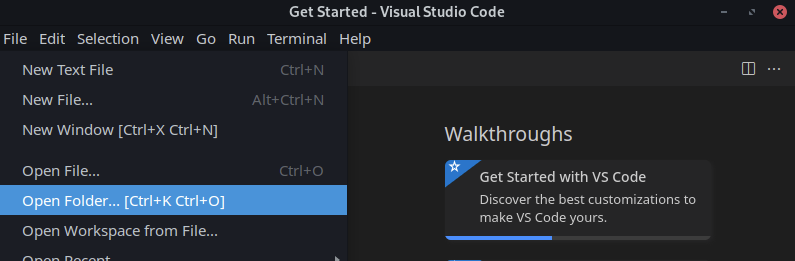 Get Started - Visual Studio Code
File Edit Selection View Go Run Terminal Help
New Text File Ctrl+N
New File... Alt+Ctrl+N
New Window [Ctrl+X Ctrl+N]
Open File... Ctrl+O
Open Folder... [Ctrl+K Ctrl+O]
Open Workspace from File...
Open Recent
Walkthroughs
Get Started with VS Code
Discover the best customizations to
make VS Code yours.